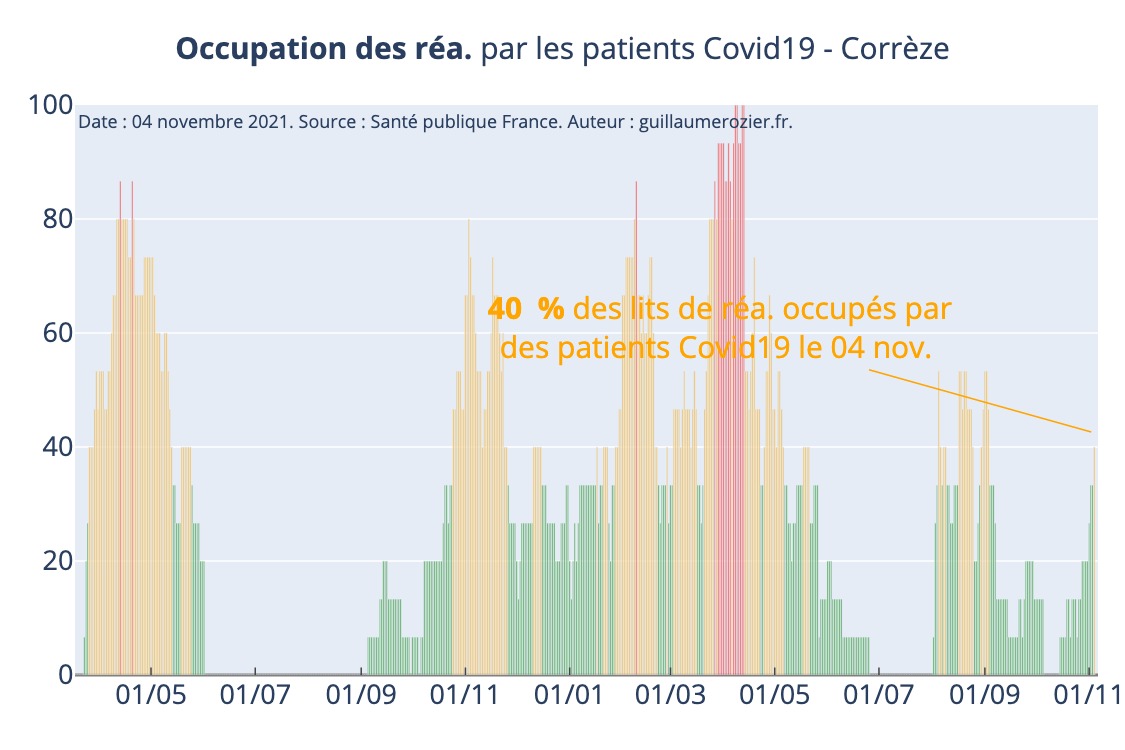 Occupation des réa. par les patients Covid19 - Corrèze
100
Date : 04 novembre 2021. Source : Santé publique France. Auteur : guillaumerozier.fr.
80
40 % des lits de réa. occupés par
60
des patients Covid19 le 04 nov.
40
20
0
01/05 01/07 01/09 01/11 01/01 01/03 01/05 01/07 01/09 01/11